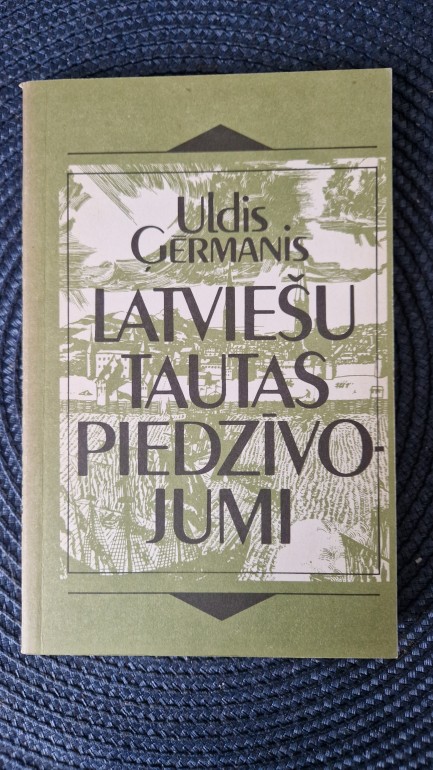 Uldis
Ģermanis
LATVIEŠU
TAUTAS
PIEDZĪVO-
JUMI